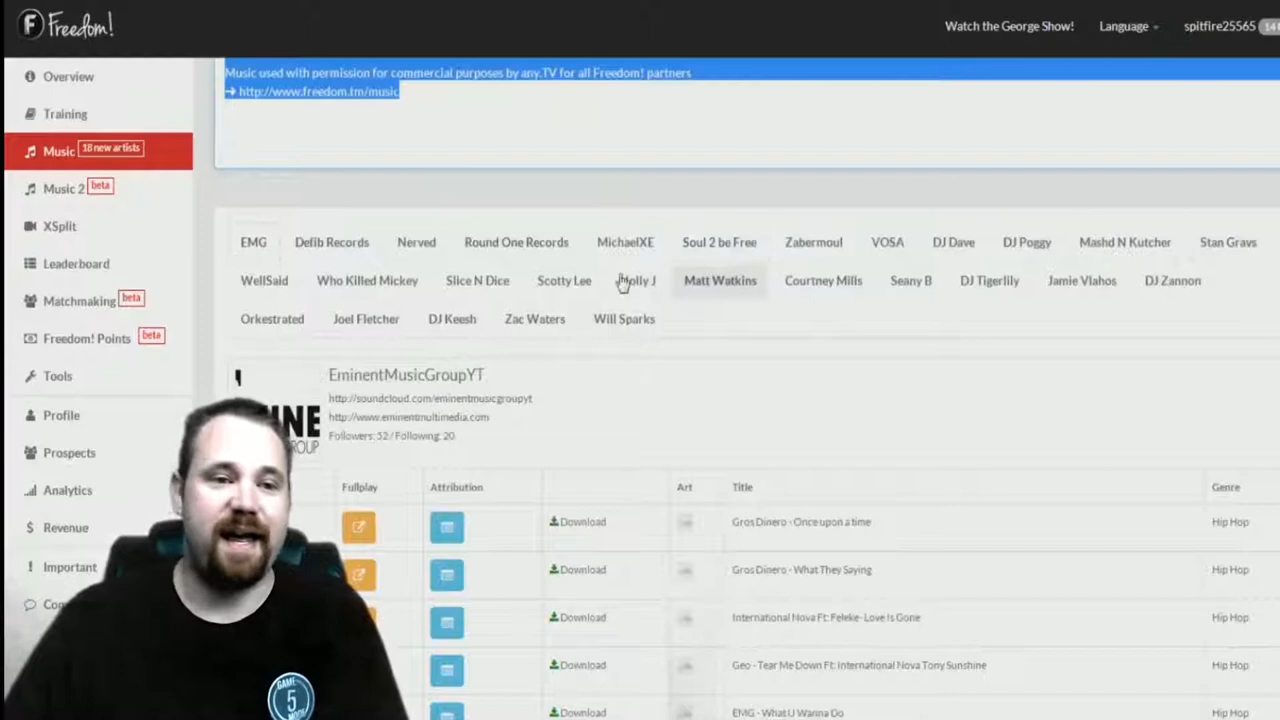 F Freedom!
Watch the George Show! Language spitfire25565
Overview
Training
Music 18 new artists
Music 2 beta
XSplit
Leaderboard
Matchmaking beta
Freedom! Points beta
Tools
Profile
Prospects
Analytics
Revenue
Important
Music used with permission for commercial purposes by any.TV for all Freedom! partners
→ http://www.freedom.tm/music
EMG Defib Records Nerved Round One Records MichaelXE Soul 2 be Free Zabermoul VOSA DJ Dave DJ Poggy Mashd N Kutcher Stan Gravs
WellSaid Who Killed Mickey Slice N Dice Scotty Lee Holly J Matt Watkins Courtney Mills Seany B DJ Tigerlily Jamie Vlahos DJ Zannon
Orkestrated Joel Fletcher DJ Keesh Zac Waters Will Sparks
EminentMusicGroupYT
http://soundcloud.com/eminentmusicgroupyt
http://www.eminentmultimedia.com
Followers: 52 / Following: 20
Fullplay Attribution Art Title Genre
Download Gros Dinero - Once upon a time Hip Hop
Download Gros Dinero - What They Saying Hip Hop
Download International Nova Ft: Feleke- Love Is Gone Hip Hop
Download Geo - Tear Me Down Ft: International Nova Tony Sunshine Hip Hop
Download EMG - What U Wanna Do Hip Hop
GAME
5